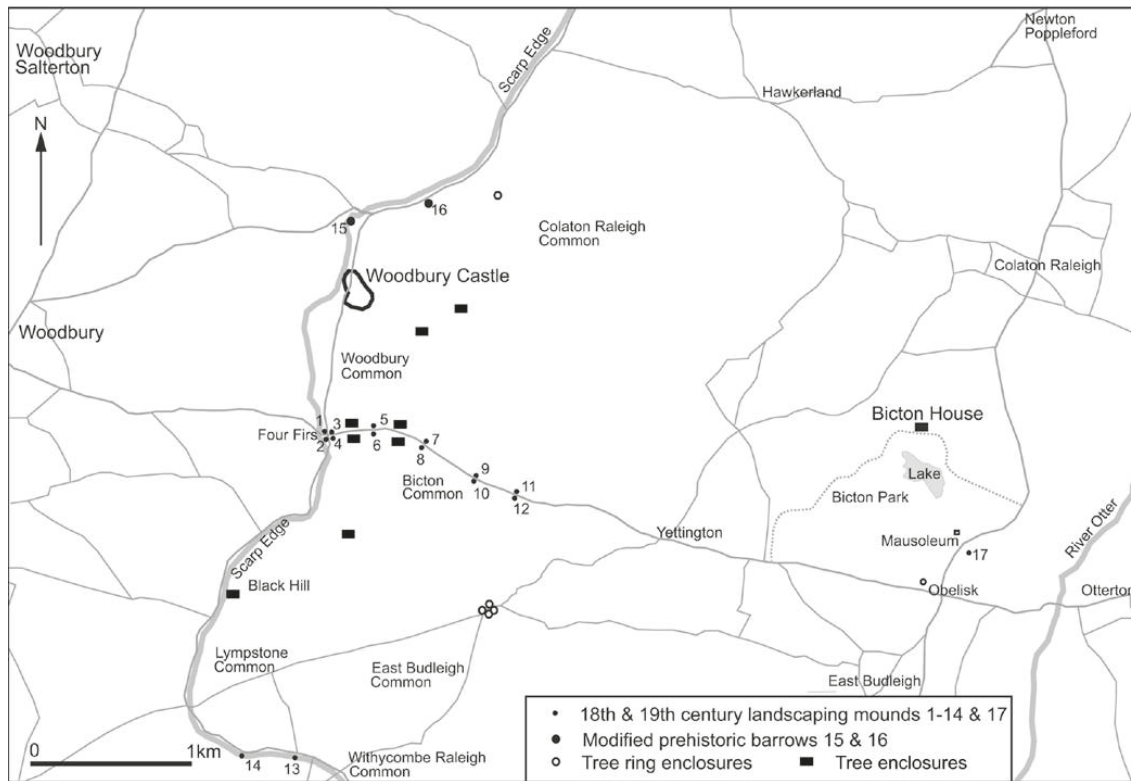 Newton
Poppleford
Woodbury
Salterton
Scarp Edge
Hawkerland
N
16
15
Colaton Raleigh
Common
Colaton Raleigh
Woodbury Castle
Woodbury
Woodbury
Common
1
3
5
Four Firs
2
4
6
7
8
Bicton House
Lake
Bicton Park
Bicton
Common
9
10
11
12
Yettington
Mausoleum
17
River Otter
Scarp Edge
Black Hill
Obelisk
Otterton
Lympstone
Common
East Budleigh
Common
East Budleigh
0
1km
14
13
Withycombe Raleigh
Common
18th & 19th century landscaping mounds 1-14 & 17
Modified prehistoric barrows 15 & 16
Tree ring enclosures
Tree enclosures